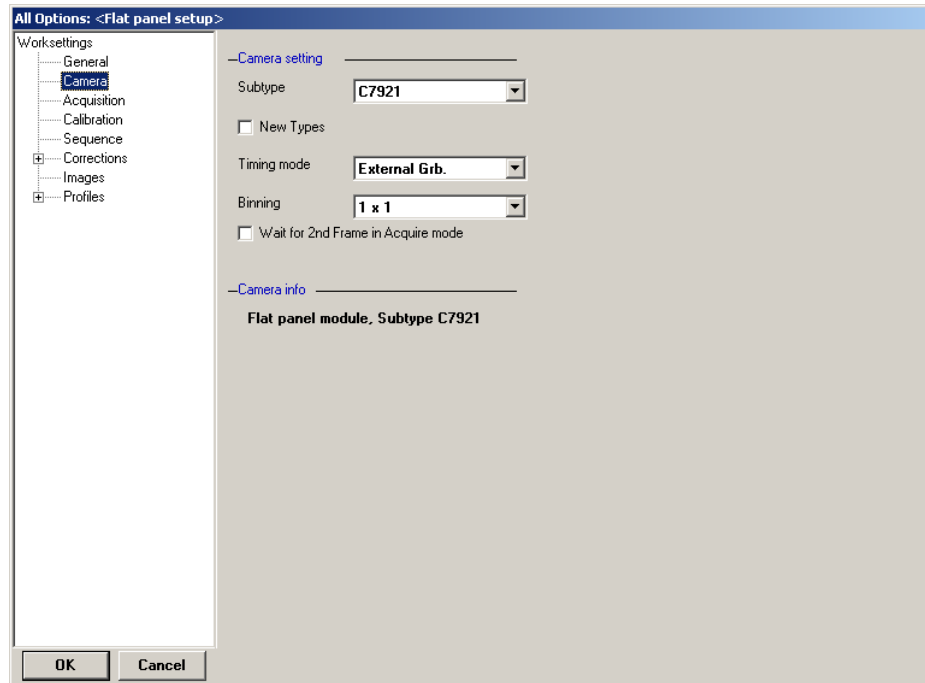 All Options: <Flat panel setup>
Worksettings
General
Camera
Acquisition
Calibration
Sequence
Corrections
Images
Profiles
Camera setting
Subtype
C7921
New Types
Timing mode
External Grb.
Binning
1 x 1
Wait for 2nd Frame in Acquire mode
Camera info
Flat panel module, Subtype C7921
OK
Cancel